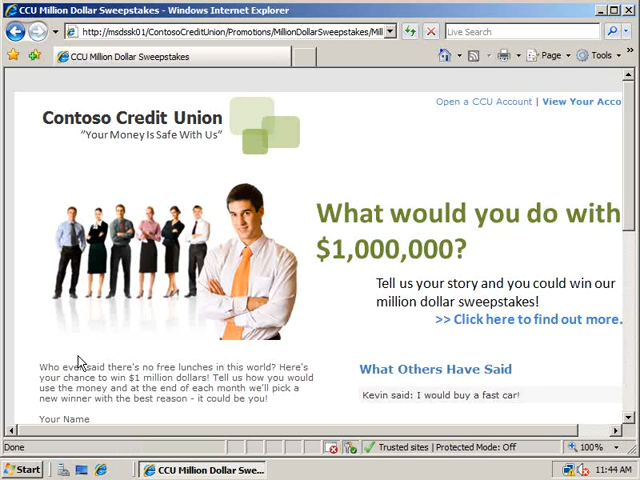 CCU Million Dollar Sweepstakes - Windows Internet Explorer
http://msdssk01/ContosoCreditUnion/Promotions/MillionDollarSweepstakes/Mill
Live Search
CCU Million Dollar Sweepstakes
Page
Tools
Open a CCU Account | View Your Acco
Contoso Credit Union
"Your Money Is Safe With Us"
What would you do with
$1,000,000?
Tell us your story and you could win our
million dollar sweepstakes!
>> Click here to find out more.
Who ever said there's no free lunches in this world? Here's
your chance to win $1 million dollars! Tell us how you would
use the money and at the end of each month we'll pick a
new winner with the best reason - it could be you!
What Others Have Said
Kevin said: I would buy a fast car!
Your Name
Done
Trusted sites | Protected Mode: Off
100%
Start
CCU Million Dollar Swe...
11:44 AM